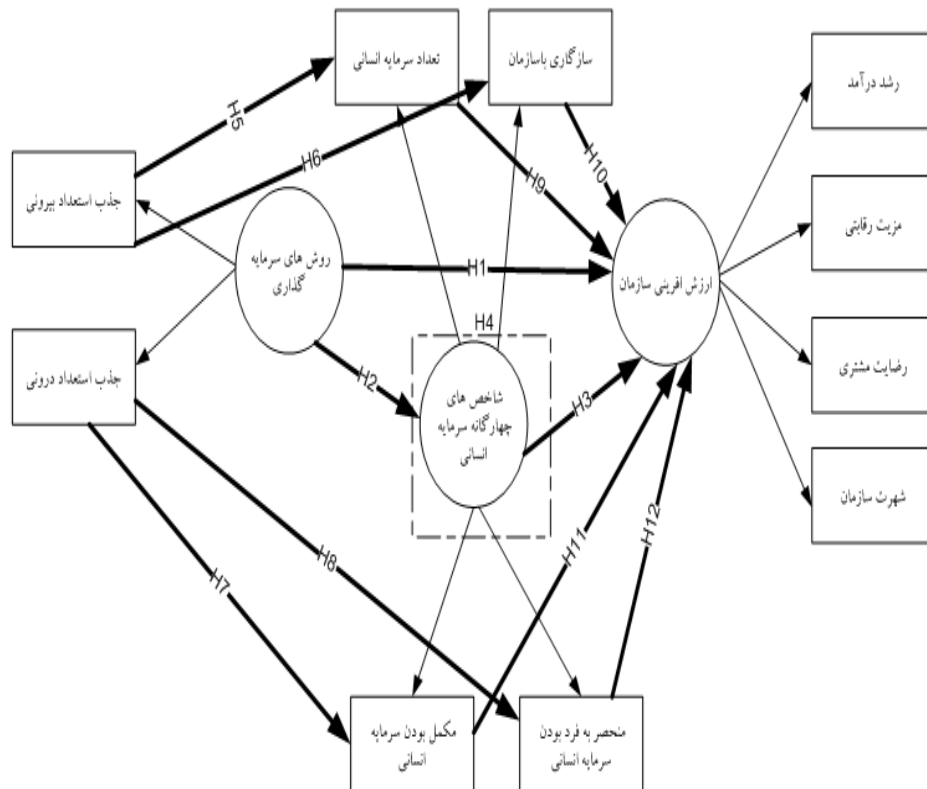 تعداد سرمایه انسانی
سازگاری باسازمان
رشد درآمد
H5
H6
H9
H10
جذب استعداد بیرونی
مزیت رقابتی
روش های سرمایه
گذاری
H1
ارزش افرینی سازمان
H4
جذب استعداد درونی
H2
شاخص های
چهارگانه سرمایه
انسانی
H3
رضایت مشتری
شهرت سازمان
H7
H8
H11
H12
مکمل بودن سرمایه
انسانی
منحصر به فرد بودن
سرمایه انسانی